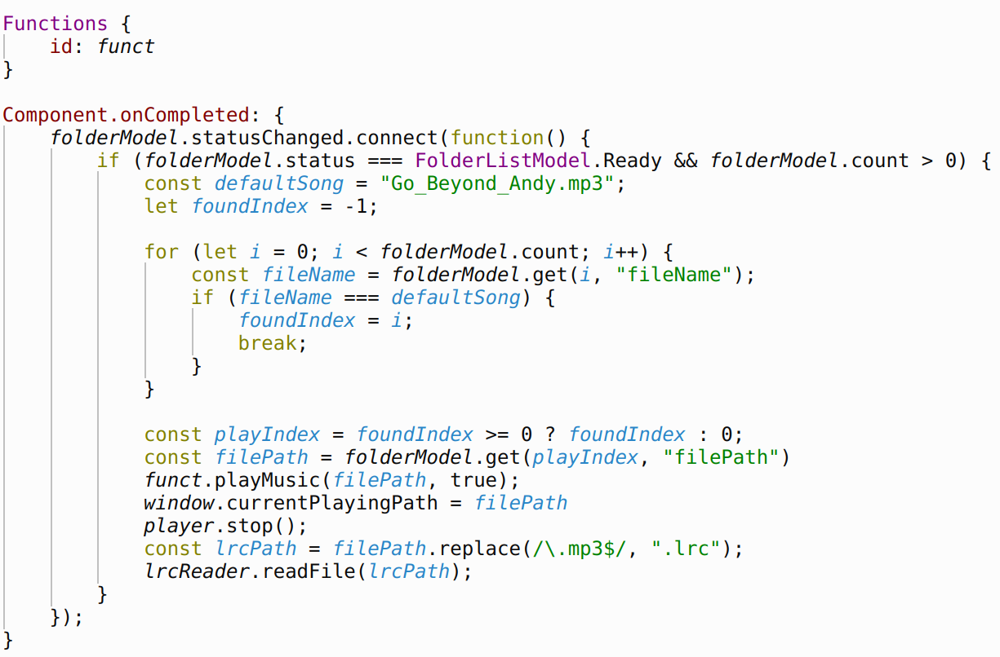 Functions {
    id: funct
}

Component.onCompleted: {
    folderModel.statusChanged.connect(function() {
        if (folderModel.status === FolderListModel.Ready && folderModel.count > 0) {
            const defaultSong = "Go_Beyond_Andy.mp3";
            let foundIndex = -1;

            for (let i = 0; i < folderModel.count; i++) {
                const fileName = folderModel.get(i, "fileName");
                if (fileName === defaultSong) {
                    foundIndex = i;
                    break;
                }
            }

            const playIndex = foundIndex >= 0 ? foundIndex : 0;
            const filePath = folderModel.get(playIndex, "filePath")
            funct.playMusic(filePath, true);
            window.currentPlayingPath = filePath
            player.stop();
            const lrcPath = filePath.replace(/\.mp3$/, ".lrc");
            lrcReader.readFile(lrcPath);
        }
    });
}